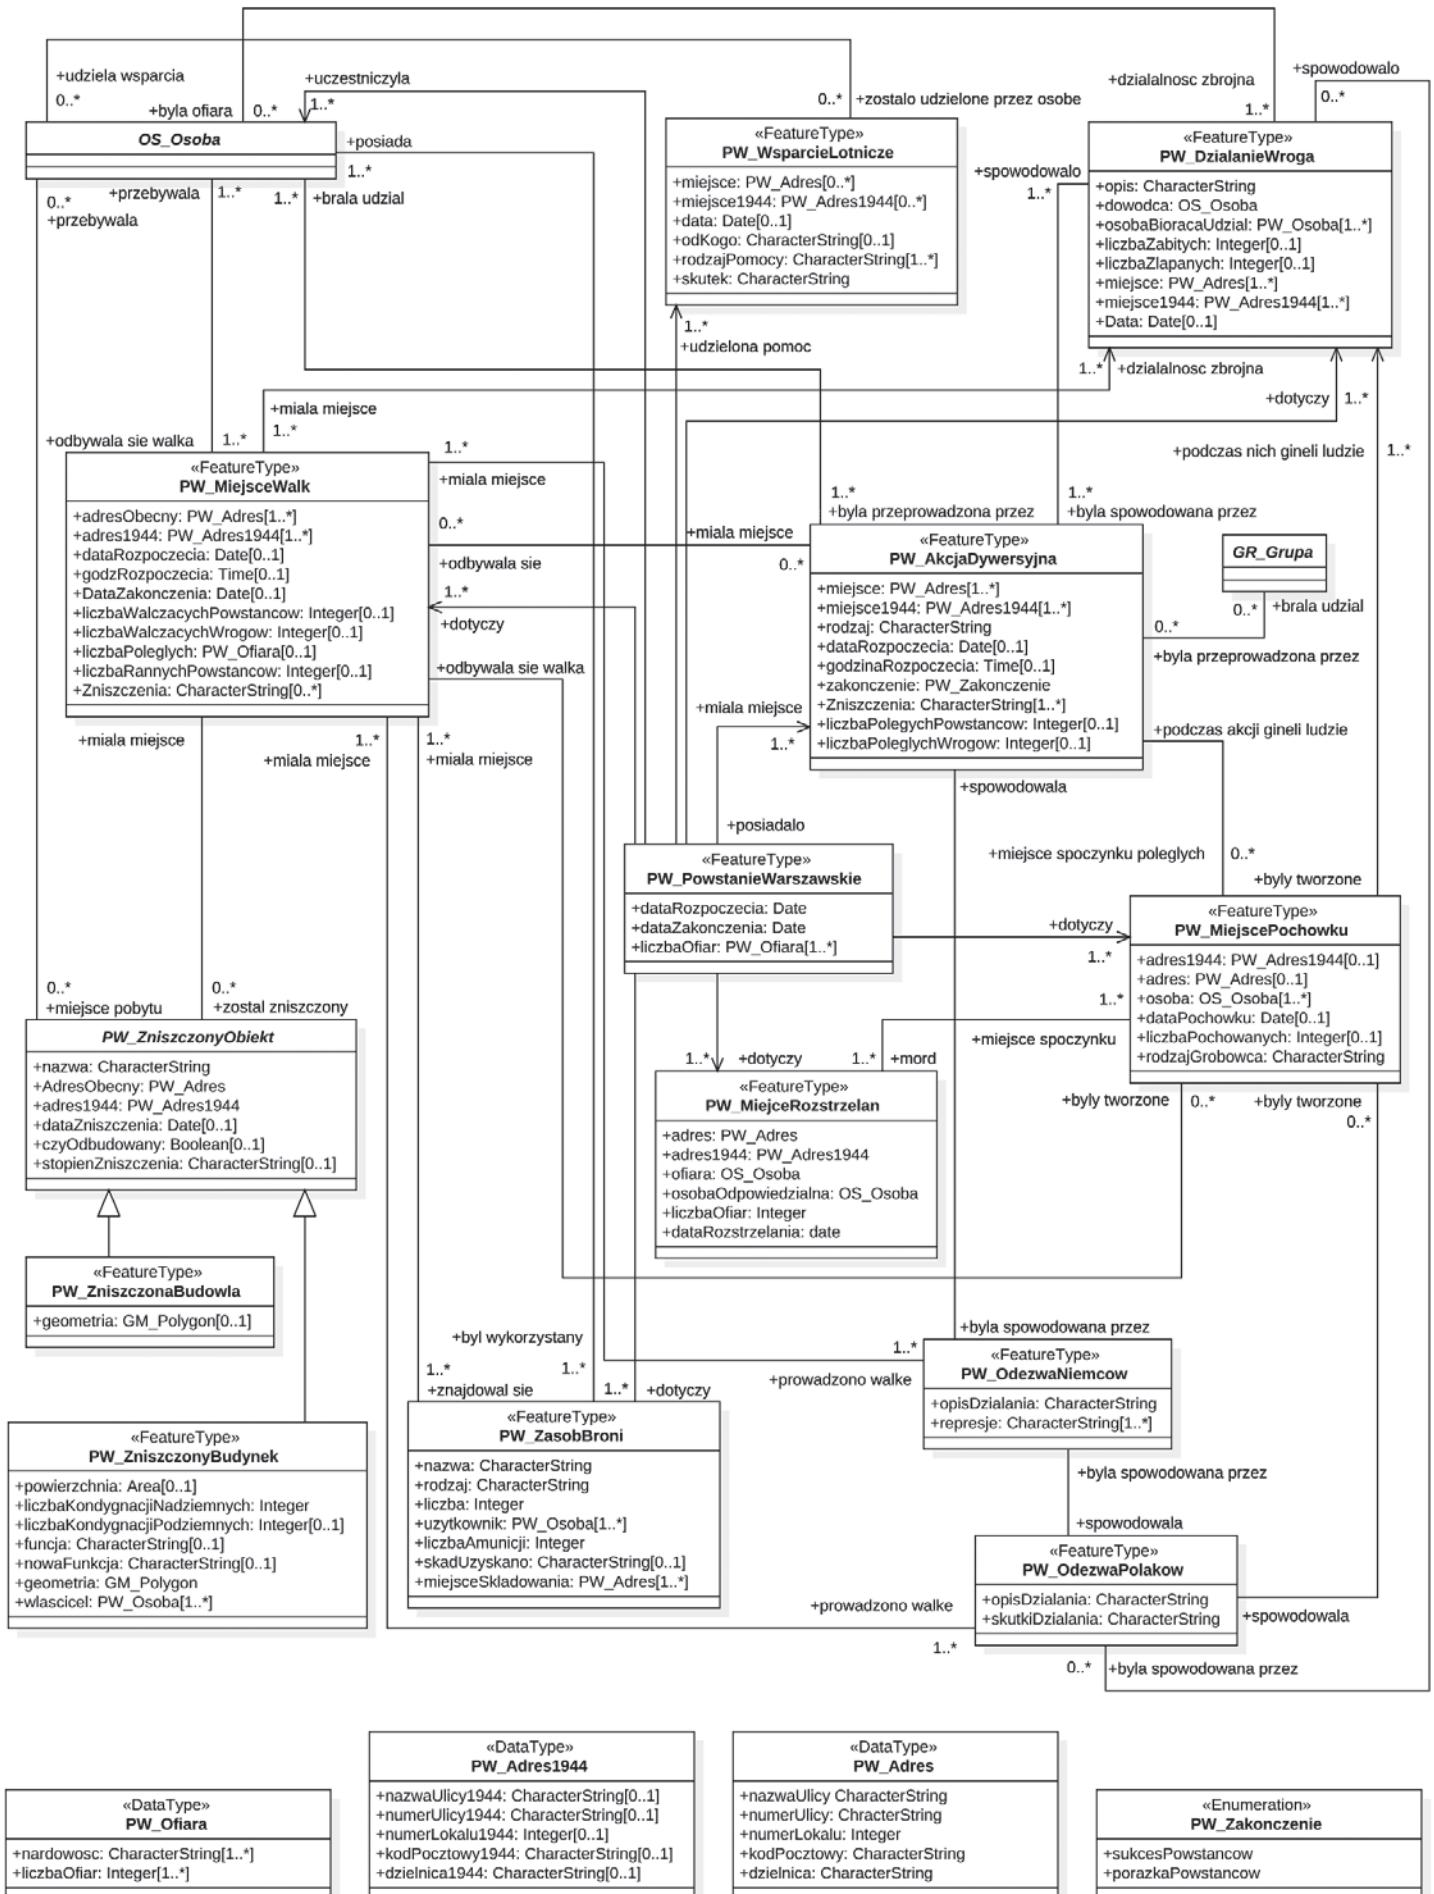 +udziela wsparcia
0..*
+byla ofiara
0..*
+uczestniczyla
1..*
0..*
+zostalo udzielone przez osobe
+dzialalnosc zbrojna
1..*
+spowodowalo
0..*
OS_Osoba
+posiada
1..*
0..*
+przebywala
+przebywala
1..*
1..*
+brala udzial
«FeatureType»
PW_WsparcieLotnicze
+miejsce: PW_Adres[0..*]
+miejsce1944: PW_Adres1944[0..*]
+data: Date[0..1]
+odKogo: CharacterString[0..1]
+rodzajPomocy: CharacterString[1..*]
+skutek: CharacterString
1..*
+udzielona pomoc
+spowodowalo
1..*
«FeatureType»
PW_DzialanieWroga
+opis: CharacterString
+dowodca: OS_Osoba
+osobaBioracaUdzial: PW_Osoba[1..*]
+liczbaZabitych: Integer[0..1]
+liczbaZlapanych: Integer[0..1]
+miejsce: PW_Adres[1..*]
+miejsce1944: PW_Adres1944[1..*]
+Data: Date[0..1]
1..*
+dzialalnosc zbrojna
+dotyczy
1..*
+podczas nich gineli ludzie
1..*
+miala miejsce
1..*
+odbywala sie walka
1..*
1..*
+miala miejsce
«FeatureType»
PW_MiejsceWalk
+adresObecny: PW_Adres[1..*]
+adres1944: PW_Adres1944[1..*]
+dataRozpoczecia: Date[0..1]
+godzRozpoczecia: Time[0..1]
+DataZakonczenia: Date[0..1]
+liczbaWalczacychPowstancow: Integer[0..1]
+liczbaWalczacychWrogow: Integer[0..1]
+liczbaPoleglych: PW_Ofiara[0..1]
+liczbaRannychPowstancow: Integer[0..1]
+Zniszczenia: CharacterString[0..*]
0..*
+odbywala sie
1..*
+dotyczy
+odbywala sie walka
+miala miejsce
0..*
1..*
+byla przeprowadzona przez
1..*
+byla spowodowana przez
«FeatureType»
PW_AkcjaDywersyjna
+miejsce: PW_Adres[1..*]
+miejsce1944: PW_Adres1944[1..*]
+rodzaj: CharacterString
+dataRozpoczecia: Date[0..1]
+godzinaRozpoczecia: Time[0..1]
+zakonczenie: PW_Zakonczenie
+Zniszczenia: CharacterString[1..*]
+liczbaPolegychPowstancow: Integer[0..1]
+liczbaPoleglychWrogow: Integer[0..1]
GR_Grupa
0..*
+brala udzial
0..*
+byla przeprowadzona przez
+podczas akcji gineli ludzie
+miala miejsce
1..*
+spowodowala
+miala miejsce
1..*
+miala miejsce
1..*
+miala miejsce
+posiadalo
«FeatureType»
PW_PowstanieWarszawskie
+dataRozpoczecia: Date
+dataZakonczenia: Date
+liczbaOfiar: PW_Ofiara[1..*]
+miejsce spoczynku poleglych
0..*
+byly tworzone
+dotyczy
1..*
«FeatureType»
PW_MiejscePochowku
+adres1944: PW_Adres1944[0..1]
+adres: PW_Adres[0..1]
+osoba: OS_Osoba[1..*]
+dataPochowku: Date[0..1]
+liczbaPochowanych: Integer[0..1]
+rodzajGrobowca: CharacterString
1..*
+miejsce spoczynku
0..*
+miejsce pobytu
0..*
+zostal zniszczony
PW_ZniszczonyObiekt
+nazwa: CharacterString
+AdresObecny: PW_Adres
+adres1944: PW_Adres1944
+dataZniszczenia: Date[0..1]
+czyOdbudowany: Boolean[0..1]
+stopienZniszczenia: CharacterString[0..1]
1..*
+dotyczy
1..*
+mord
«FeatureType»
PW_MiejceRozstrzelan
+adres: PW_Adres
+adres1944: PW_Adres1944
+ofiara: OS_Osoba
+osobaOdpowiedzialna: OS_Osoba
+liczbaOfiar: Integer
+dataRozstrzelania: date
+byly tworzone
0..*
+byly tworzone
0..*
«FeatureType»
PW_ZniszczonaBudowla
+geometria: GM_Polygon[0..1]
+byl wykorzystany
1..*
1..*
+znajdowal sie
1..*
+dotyczy
+byla spowodowana przez
1..*
+prowadzono walke
«FeatureType»
PW_OdezwaNiemcow
+opisDzialania: CharacterString
+represje: CharacterString[1..*]
«FeatureType»
PW_ZniszczonyBudynek
+powierzchnia: Area[0..1]
+liczbaKondygnacjiNadziemnych: Integer
+liczbaKondygnacjiPodziemnych: Integer[0..1]
+funcja: CharacterString[0..1]
+nowaFunkcja: CharacterString[0..1]
+geometria: GM_Polygon
+wlascicel: PW_Osoba[1..*]
«FeatureType»
PW_ZasobBroni
+nazwa: CharacterString
+rodzaj: CharacterString
+liczba: Integer
+uzytkownik: PW_Osoba[1..*]
+liczbaAmunicji: Integer
+skadUzyskano: CharacterString[0..1]
+miejsceSkladowania: PW_Adres[1..*]
+byla spowodowana przez
+spowodowala
«FeatureType»
PW_OdezwaPolakow
+opisDzialania: CharacterString
+skutkiDzialania: CharacterString
+spowodowala
+prowadzono walke
1..*
0..*
+byla spowodowana przez
«DataType»
PW_Ofiara
+nardowosc: CharacterString[1..*]
+liczbaOfiar: Integer[1..*]
«DataType»
PW_Adres1944
+nazwaUlicy1944: CharacterString[0..1]
+numerUlicy1944: CharacterString[0..1]
+numerLokalu1944: Integer[0..1]
+kodPocztowy1944: CharacterString[0..1]
+dzielnica1944: CharacterString[0..1]
«DataType»
PW_Adres
+nazwaUlicy CharacterString
+numerUlicy: ChracterString
+numerLokalu: Integer
+kodPocztowy: CharacterString
+dzielnica: CharacterString
«Enumeration»
PW_Zakonczenie
+sukcesPowstancow
+porazkaPowstancow